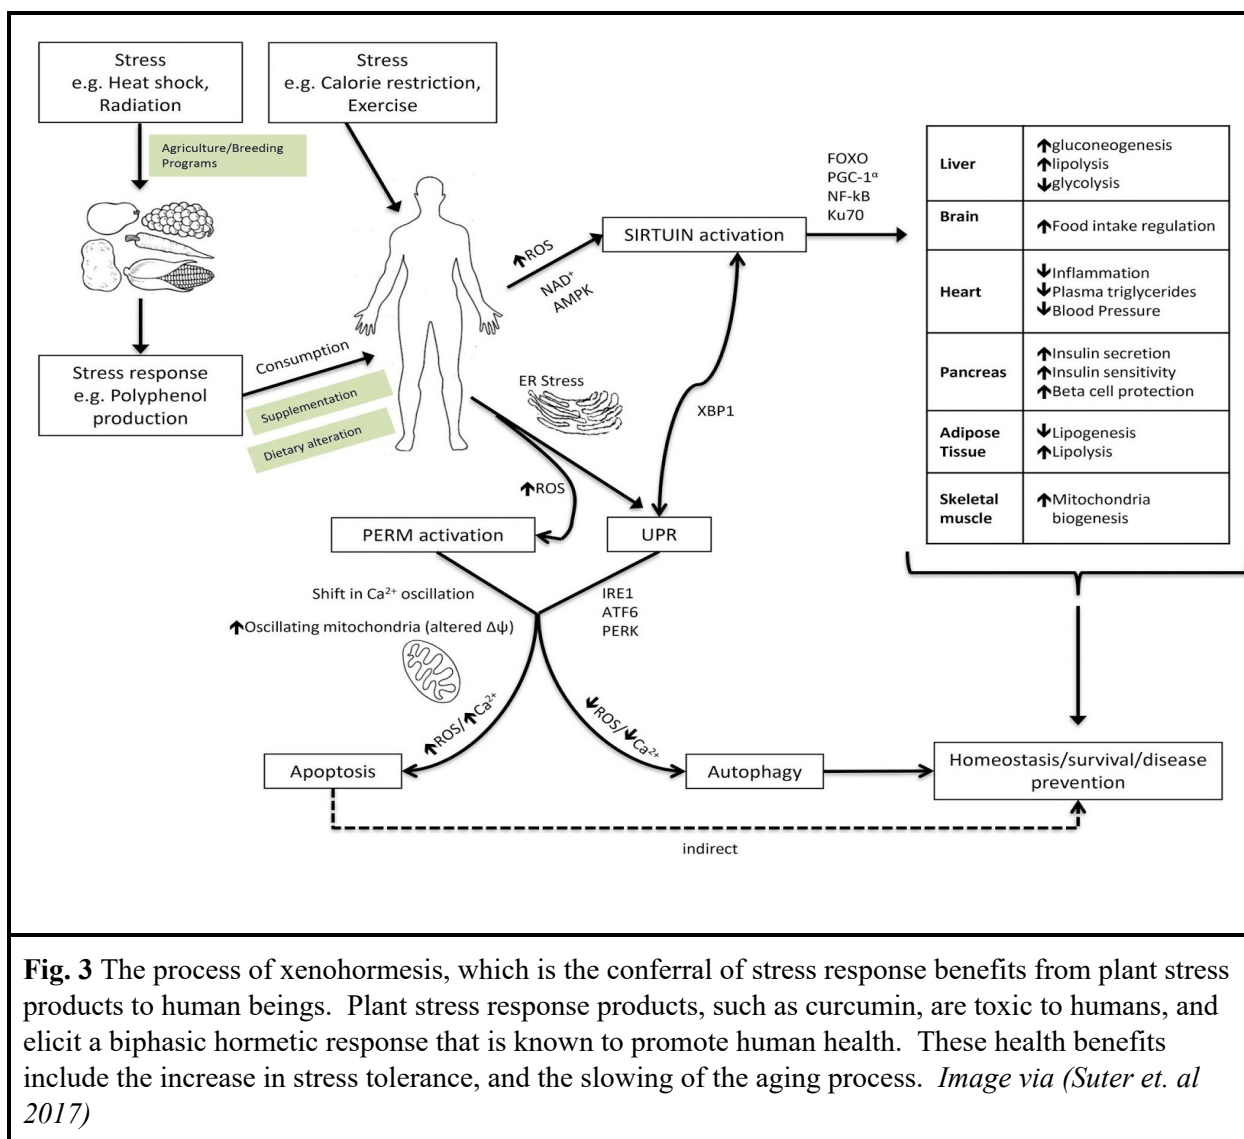 Stress
e.g. Heat shock,
Radiation
Stress
e.g. Calorie restriction,
Exercise
Agriculture/Breeding
Programs
Stress response
e.g. Polyphenol
production
Consumption
Supplementation
Dietary alteration
↑ROS
NAD⁺
AMPK
SIRTUIN activation
FOXO
PGC-1α
NF-kB
Ku70
Liver
↑gluconeogenesis
↑lipolysis
↓glycolysis
Brain
↑Food intake regulation
Heart
↓Inflammation
↓Plasma triglycerides
↓Blood Pressure
Pancreas
↑Insulin secretion
↑Insulin sensitivity
↑Beta cell protection
Adipose
Tissue
↓Lipogenesis
↑Lipolysis
Skeletal
muscle
↑Mitochondria
biogenesis
ER Stress
XBP1
↑ROS
PERM activation
UPR
Shift in Ca²⁺ oscillation
↑Oscillating mitochondria (altered Δψ)
IRE1
ATF6
PERK
↑ROS/↑Ca²⁺
↓ROS/↓Ca²⁺
Apoptosis
Autophagy
Homeostasis/survival/disease
prevention
indirect
Fig. 3 The process of xenohormesis, which is the conferral of stress response benefits from plant stress
products to human beings.  Plant stress response products, such as curcumin, are toxic to humans, and
elicit a biphasic hormetic response that is known to promote human health.  These health benefits
include the increase in stress tolerance, and the slowing of the aging process.  Image via (Suter et. al
2017)